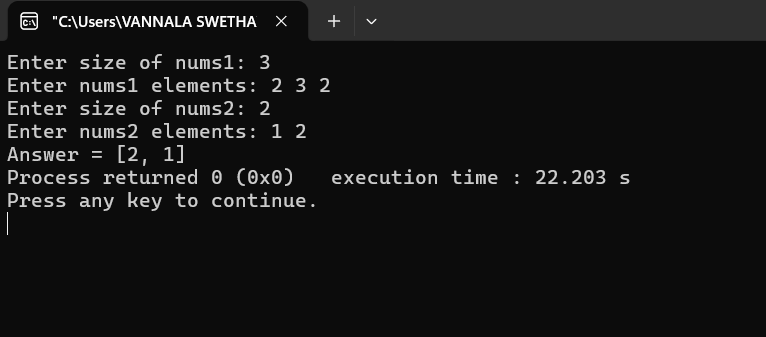 "C:\Users\VANNALA SWETHA
Enter size of nums1: 3
Enter nums1 elements: 2 3 2
Enter size of nums2: 2
Enter nums2 elements: 1 2
Answer = [2, 1]
Process returned 0 (0x0)   execution time : 22.203 s
Press any key to continue.